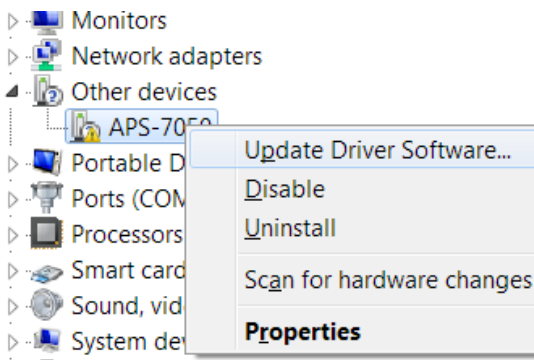 Monitors
Network adapters
Other devices
APS-7050
Portable D
Ports (COM
Processors
Smart card
Sound, vid
System de
Update Driver Software...
Disable
Uninstall
Scan for hardware changes
Properties